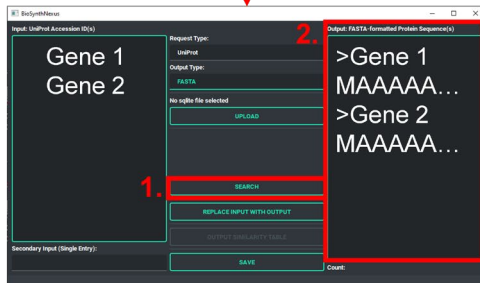 BioSynthNexus
Input: UniProt Accession ID(s)
Gene 1
Gene 2
Secondary Input (Single Entry):
Request Type:
UniProt
Output Type:
FASTA
No sqlite file selected
UPLOAD
1.
SEARCH
REPLACE INPUT WITH OUTPUT
OUTPUT SIMILARITY TABLE
SAVE
2.
Output: FASTA-formatted Protein Sequence(s)
>Gene 1
MAAAAA...
>Gene 2
MAAAAA...
Count: